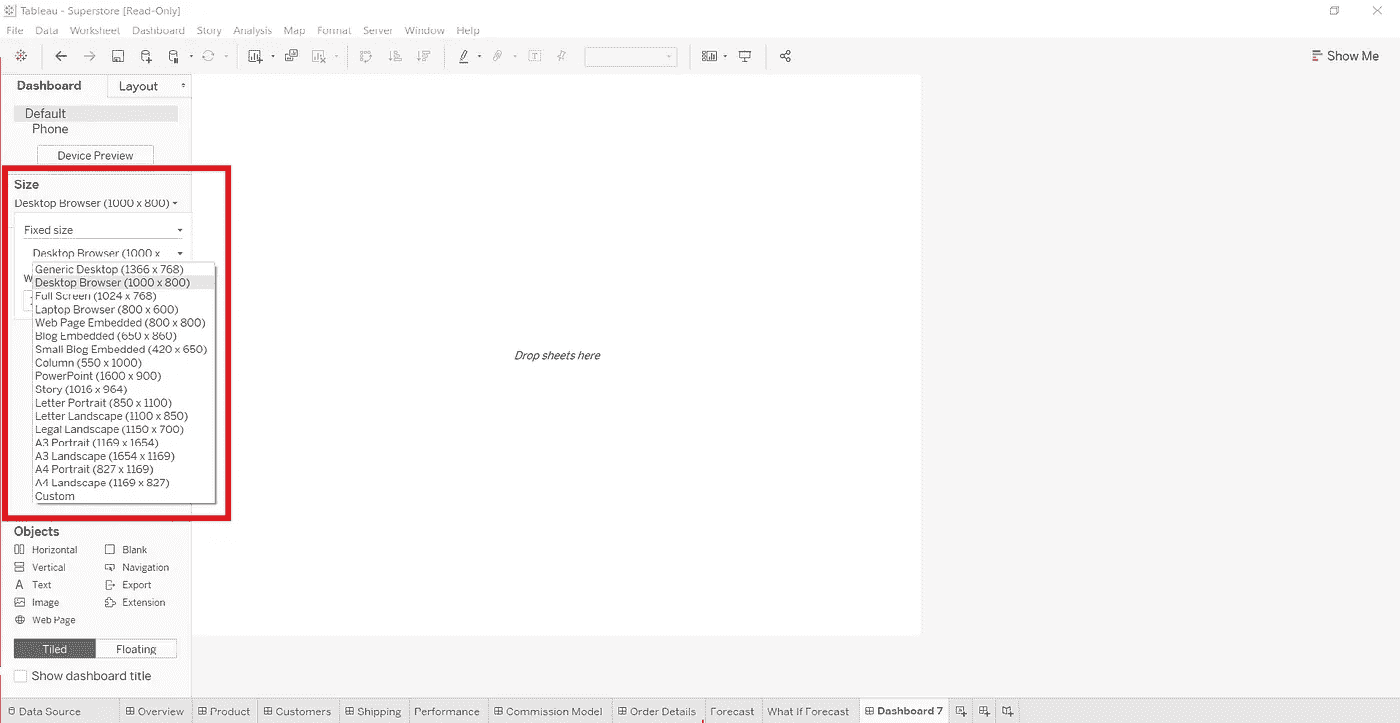 Tableau - Superstore [Read-Only]
File Data Worksheet Dashboard Story Analysis Map Format Server Window Help
Show Me
Dashboard Layout
Default
Phone
Device Preview
Size
Desktop Browser (1000 x 800)
Fixed size
Desktop Browser (1000 x
Generic Desktop (1366 x 768)
Desktop Browser (1000 x 800)
Full Screen (1024 x 768)
Laptop Browser (800 x 600)
Web Page Embedded (800 x 800)
Blog Embedded (650 x 860)
Small Blog Embedded (420 x 650)
Column (550 x 1000)
PowerPoint (1600 x 900)
Story (1016 x 964)
Letter Portrait (850 x 1100)
Letter Landscape (1100 x 850)
Legal Landscape (1150 x 700)
A3 Portrait (1169 x 1654)
A3 Landscape (1654 x 1169)
A4 Portrait (827 x 1169)
A4 Landscape (1169 x 827)
Custom
Drop sheets here
Objects
Horizontal Blank
Vertical Navigation
A Text Export
Image Extension
Web Page
Tiled Floating
Show dashboard title
Data Source Overview Product Customers Shipping Performance Commission Model Order Details Forecast What If Forecast Dashboard 7